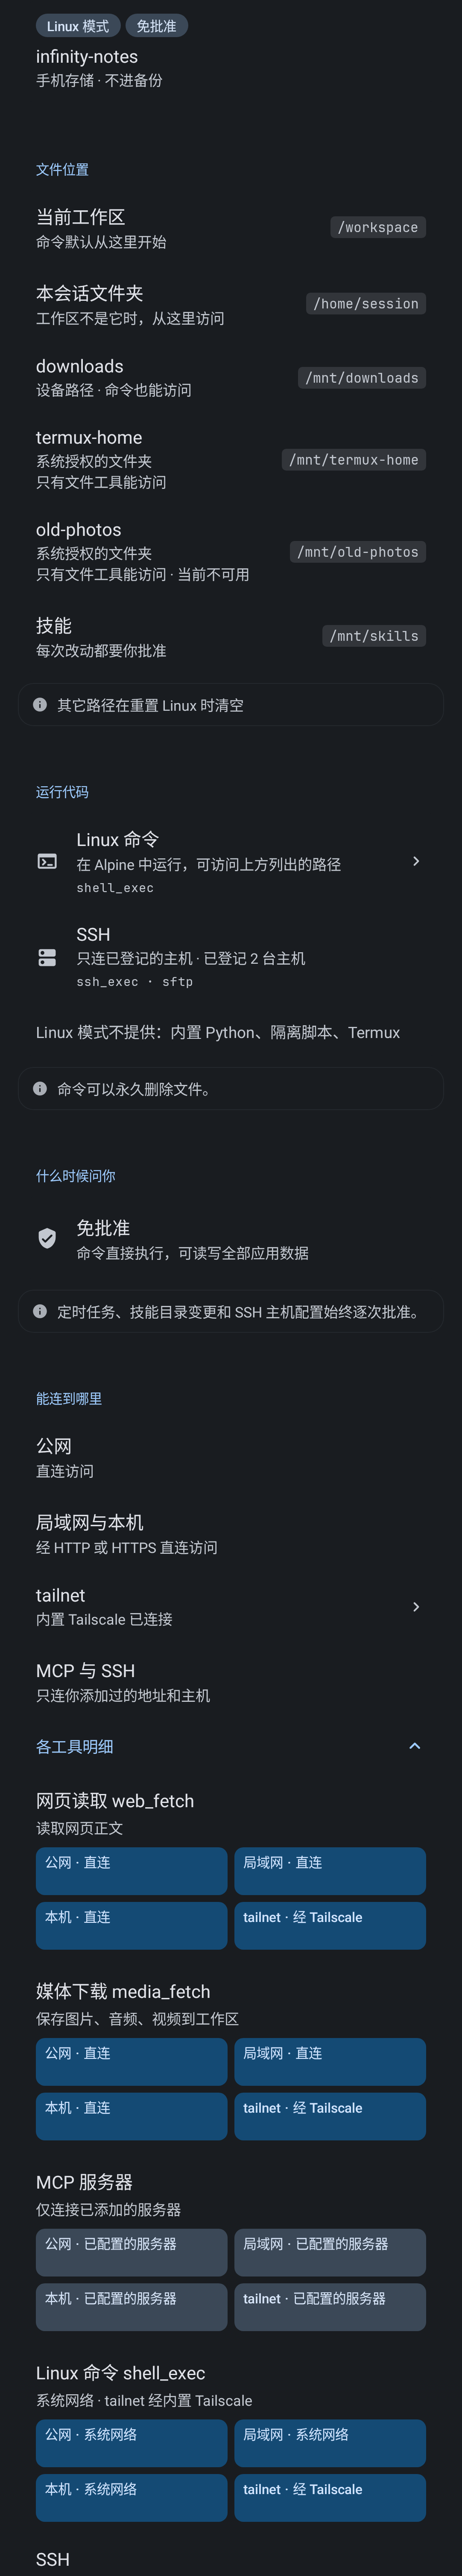 Linux 模式
免批准
infinity-notes
手机存储 · 不进备份
文件位置
当前工作区
命令默认从这里开始
/workspace
本会话文件夹
工作区不是它时，从这里访问
/home/session
downloads
设备路径 · 命令也能访问
/mnt/downloads
termux-home
系统授权的文件夹
只有文件工具能访问
/mnt/termux-home
old-photos
系统授权的文件夹
只有文件工具能访问 · 当前不可用
/mnt/old-photos
技能
每次改动都要你批准
/mnt/skills
其它路径在重置 Linux 时清空
运行代码
Linux 命令
在 Alpine 中运行，可访问上方列出的路径
shell_exec
SSH
只连已登记的主机 · 已登记 2 台主机
ssh_exec · sftp
Linux 模式不提供：内置 Python、隔离脚本、Termux
命令可以永久删除文件。
什么时候问你
免批准
命令直接执行，可读写全部应用数据
定时任务、技能目录变更和 SSH 主机配置始终逐次批准。
能连到哪里
公网
直连访问
局域网与本机
经 HTTP 或 HTTPS 直连访问
tailnet
内置 Tailscale 已连接
MCP 与 SSH
只连你添加过的地址和主机
各工具明细
网页读取 web_fetch
读取网页正文
公网 · 直连
局域网 · 直连
本机 · 直连
tailnet · 经 Tailscale
媒体下载 media_fetch
保存图片、音频、视频到工作区
公网 · 直连
局域网 · 直连
本机 · 直连
tailnet · 经 Tailscale
MCP 服务器
仅连接已添加的服务器
公网 · 已配置的服务器
局域网 · 已配置的服务器
本机 · 已配置的服务器
tailnet · 已配置的服务器
Linux 命令 shell_exec
系统网络 · tailnet 经内置 Tailscale
公网 · 系统网络
局域网 · 系统网络
本机 · 系统网络
tailnet · 经 Tailscale
SSH